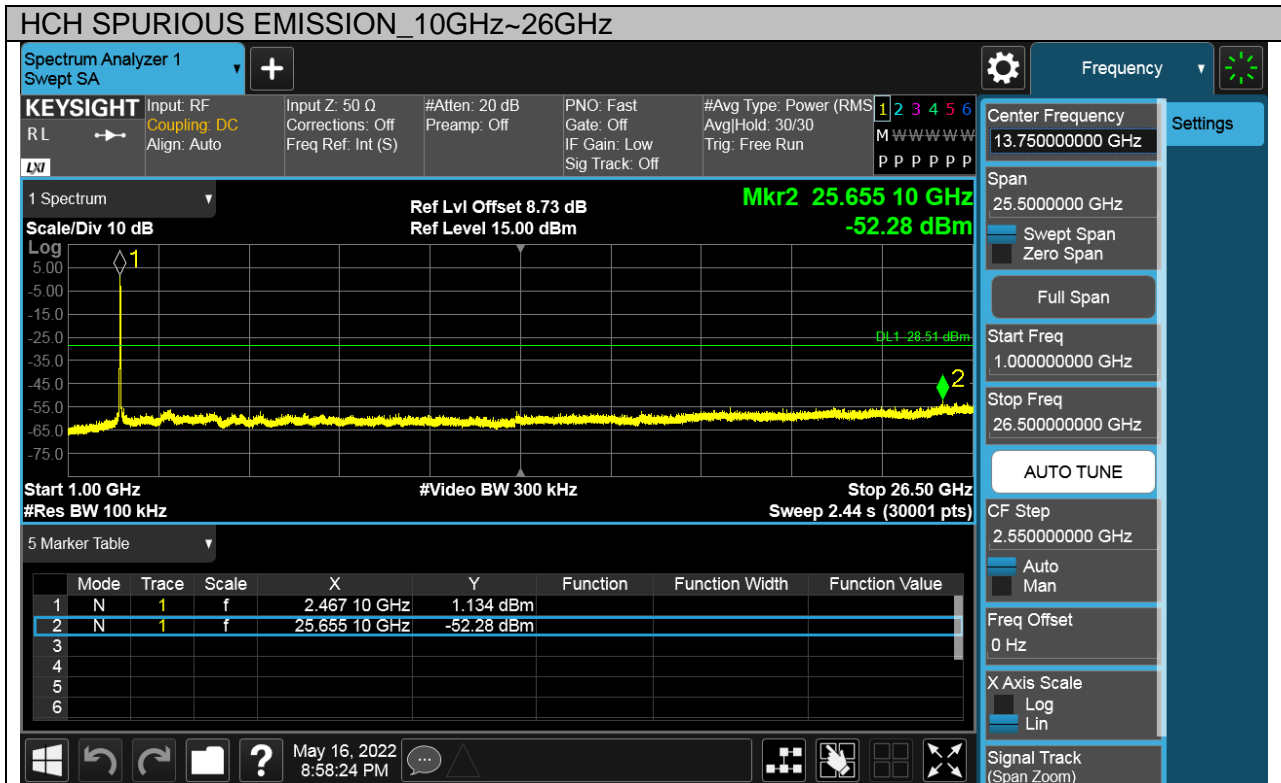 HCH SPURIOUS EMISSION_10GHz~26GHz
Spectrum Analyzer 1
Swept SA
Frequency
KEYSIGHT
RL
LXI
Input: RF
Coupling: DC
Align: Auto
Input Z: 50 Ω
Corrections: Off
Freq Ref: Int (S)
#Atten: 20 dB
Preamp: Off
PNO: Fast
Gate: Off
IF Gain: Low
Sig Track: Off
#Avg Type: Power (RMS
Avg|Hold: 30/30
Trig: Free Run
1 2 3 4 5 6
M W W W W W
P P P P P P
1 Spectrum
Scale/Div 10 dB
Ref Lvl Offset 8.73 dB
Ref Level 15.00 dBm
Mkr2 25.655 10 GHz
-52.28 dBm
Log
5.00
-5.00
-15.0
-25.0
-35.0
-45.0
-55.0
-65.0
-75.0
1
DL1 -28.51 dBm
2
Start 1.00 GHz
#Video BW 300 kHz
Stop 26.50 GHz
#Res BW 100 kHz
Sweep 2.44 s (30001 pts)
5 Marker Table
Mode Trace Scale X Y Function Function Width Function Value
1 N 1 f 2.467 10 GHz 1.134 dBm
2 N 1 f 25.655 10 GHz -52.28 dBm
3
4
5
6
May 16, 2022
8:58:24 PM
Center Frequency
13.750000000 GHz
Settings
Span
25.5000000 GHz
Swept Span
Zero Span
Full Span
Start Freq
1.000000000 GHz
Stop Freq
26.500000000 GHz
AUTO TUNE
CF Step
2.550000000 GHz
Auto
Man
Freq Offset
0 Hz
X Axis Scale
Log
Lin
Signal Track
(Span Zoom)